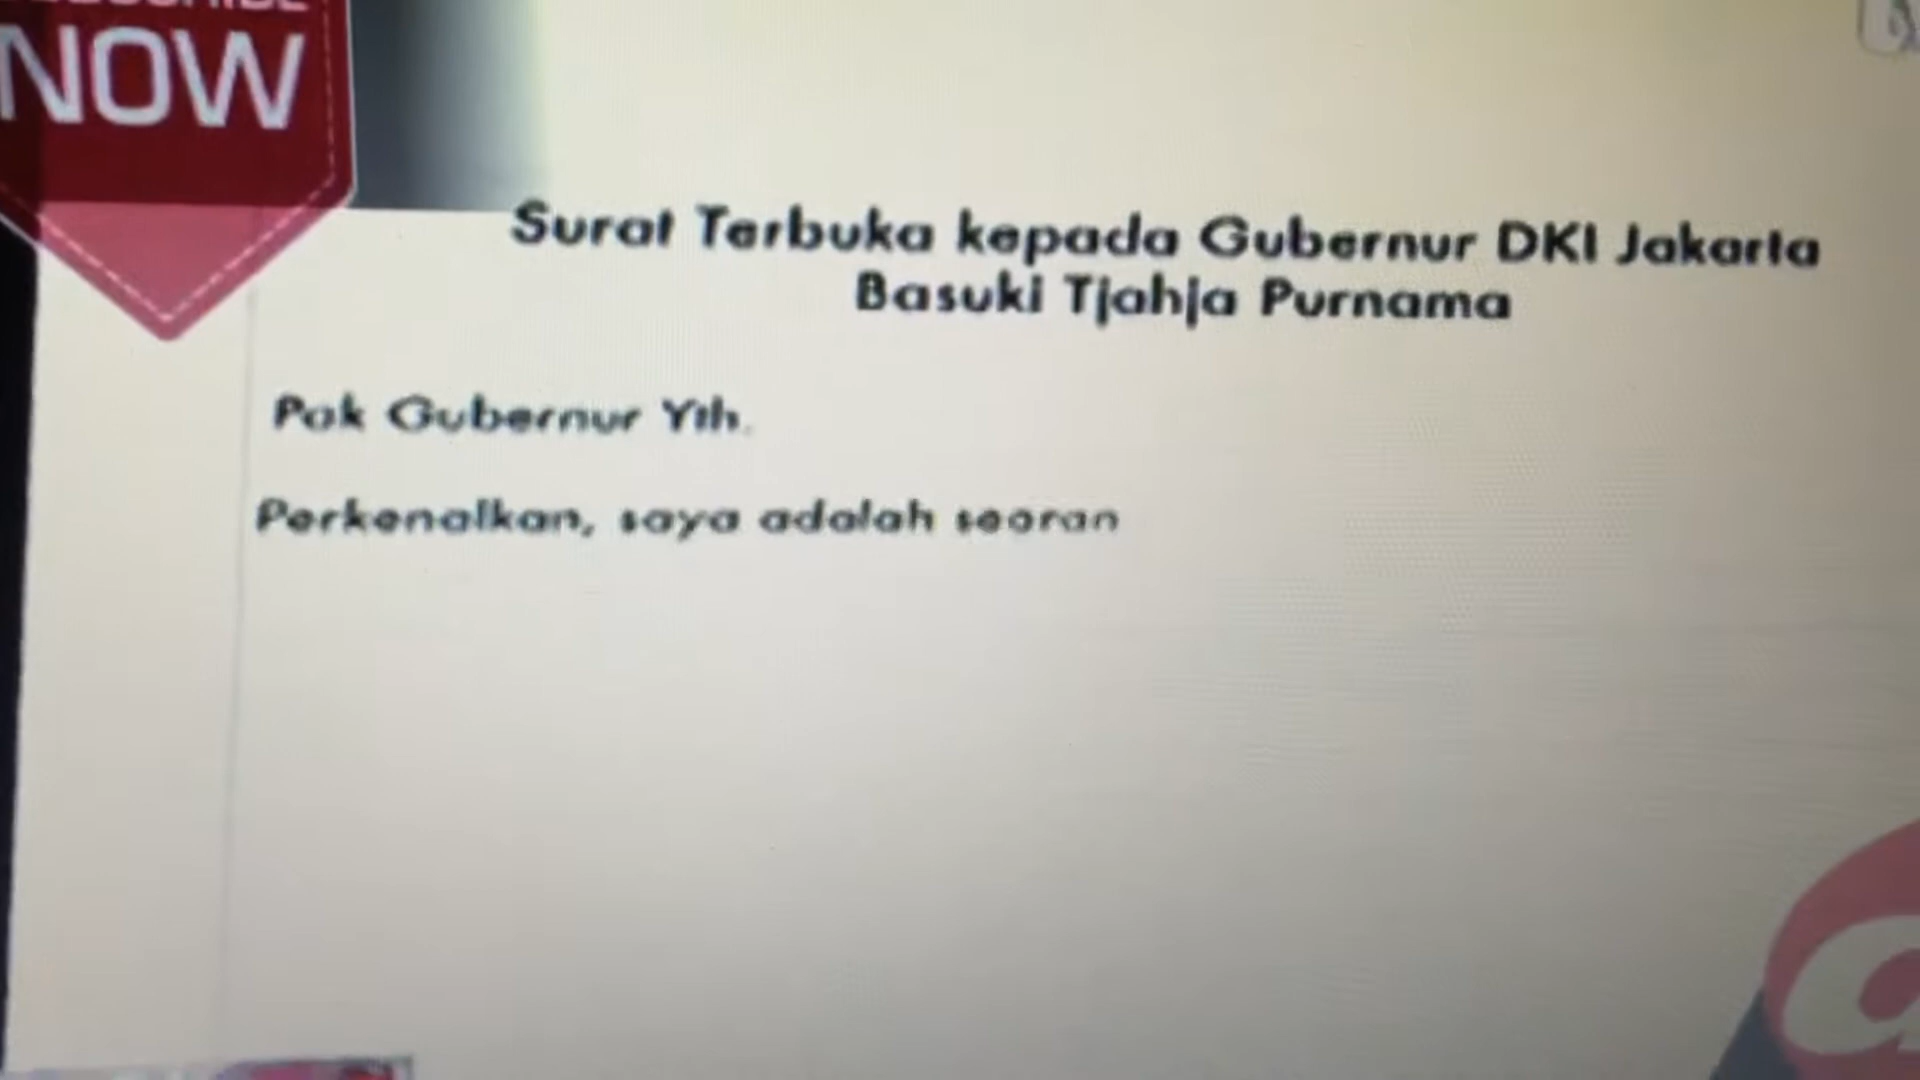 NOW
Surat Terbuka kepada Gubernur DKI Jakarta
Basuki Tjahja Purnama
Pak Gubernur Yth.
Perkenalkan, saya adalah seoran